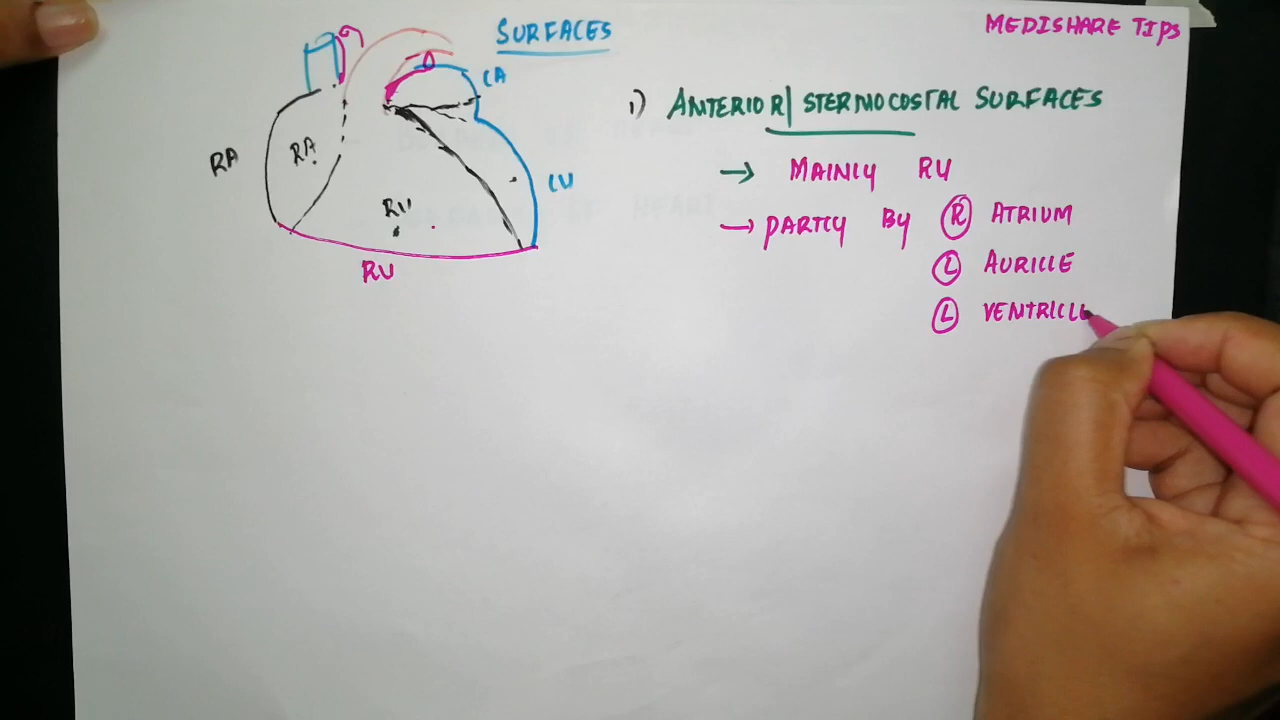 SURFACES
MEDISHARE TIPS
LA
i) ANTERIOR| STERNOCOSTAL SURFACES
RA
RA
→ MAINLY RV
LV
RV
→ PARTLY BY R ATRIUM
L AURICLE
RV
L VENTRICLE